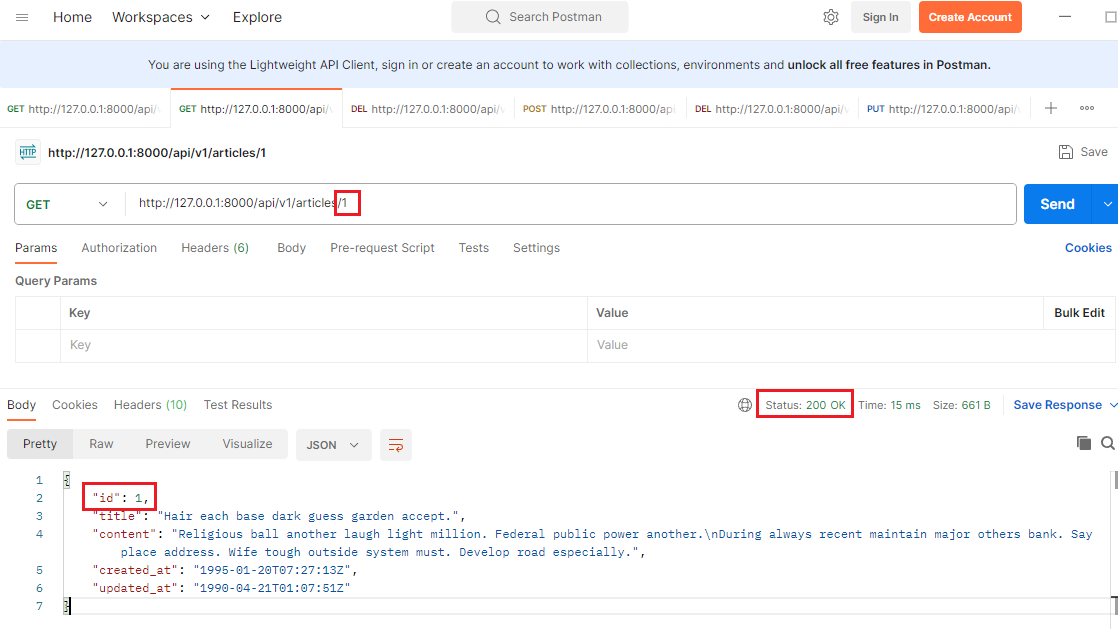 Home Workspaces Explore Search Postman Sign In Create Account
You are using the Lightweight API Client, sign in or create an account to work with collections, environments and unlock all free features in Postman.
GET http://127.0.0.1:8000/api/ GET http://127.0.0.1:8000/api/ DEL http://127.0.0.1:8000/api/ POST http://127.0.0.1:8000/api DEL http://127.0.0.1:8000/api/ PUT http://127.0.0.1:8000/api/
HTTP http://127.0.0.1:8000/api/v1/articles/1 Save
GET http://127.0.0.1:8000/api/v1/articles/1 Send
Params Authorization Headers (6) Body Pre-request Script Tests Settings Cookies
Query Params
Key Value Bulk Edit
Key Value
Body Cookies Headers (10) Test Results Status: 200 OK Time: 15 ms Size: 661 B Save Response
Pretty Raw Preview Visualize JSON
1 {
2 "id": 1,
3 "title": "Hair each base dark guess garden accept.",
4 "content": "Religious ball another laugh light million. Federal public power another.\nDuring always recent maintain major others bank. Say
place address. Wife tough outside system must. Develop road especially.",
5 "created_at": "1995-01-20T07:27:13Z",
6 "updated_at": "1990-04-21T01:07:51Z"
7 }